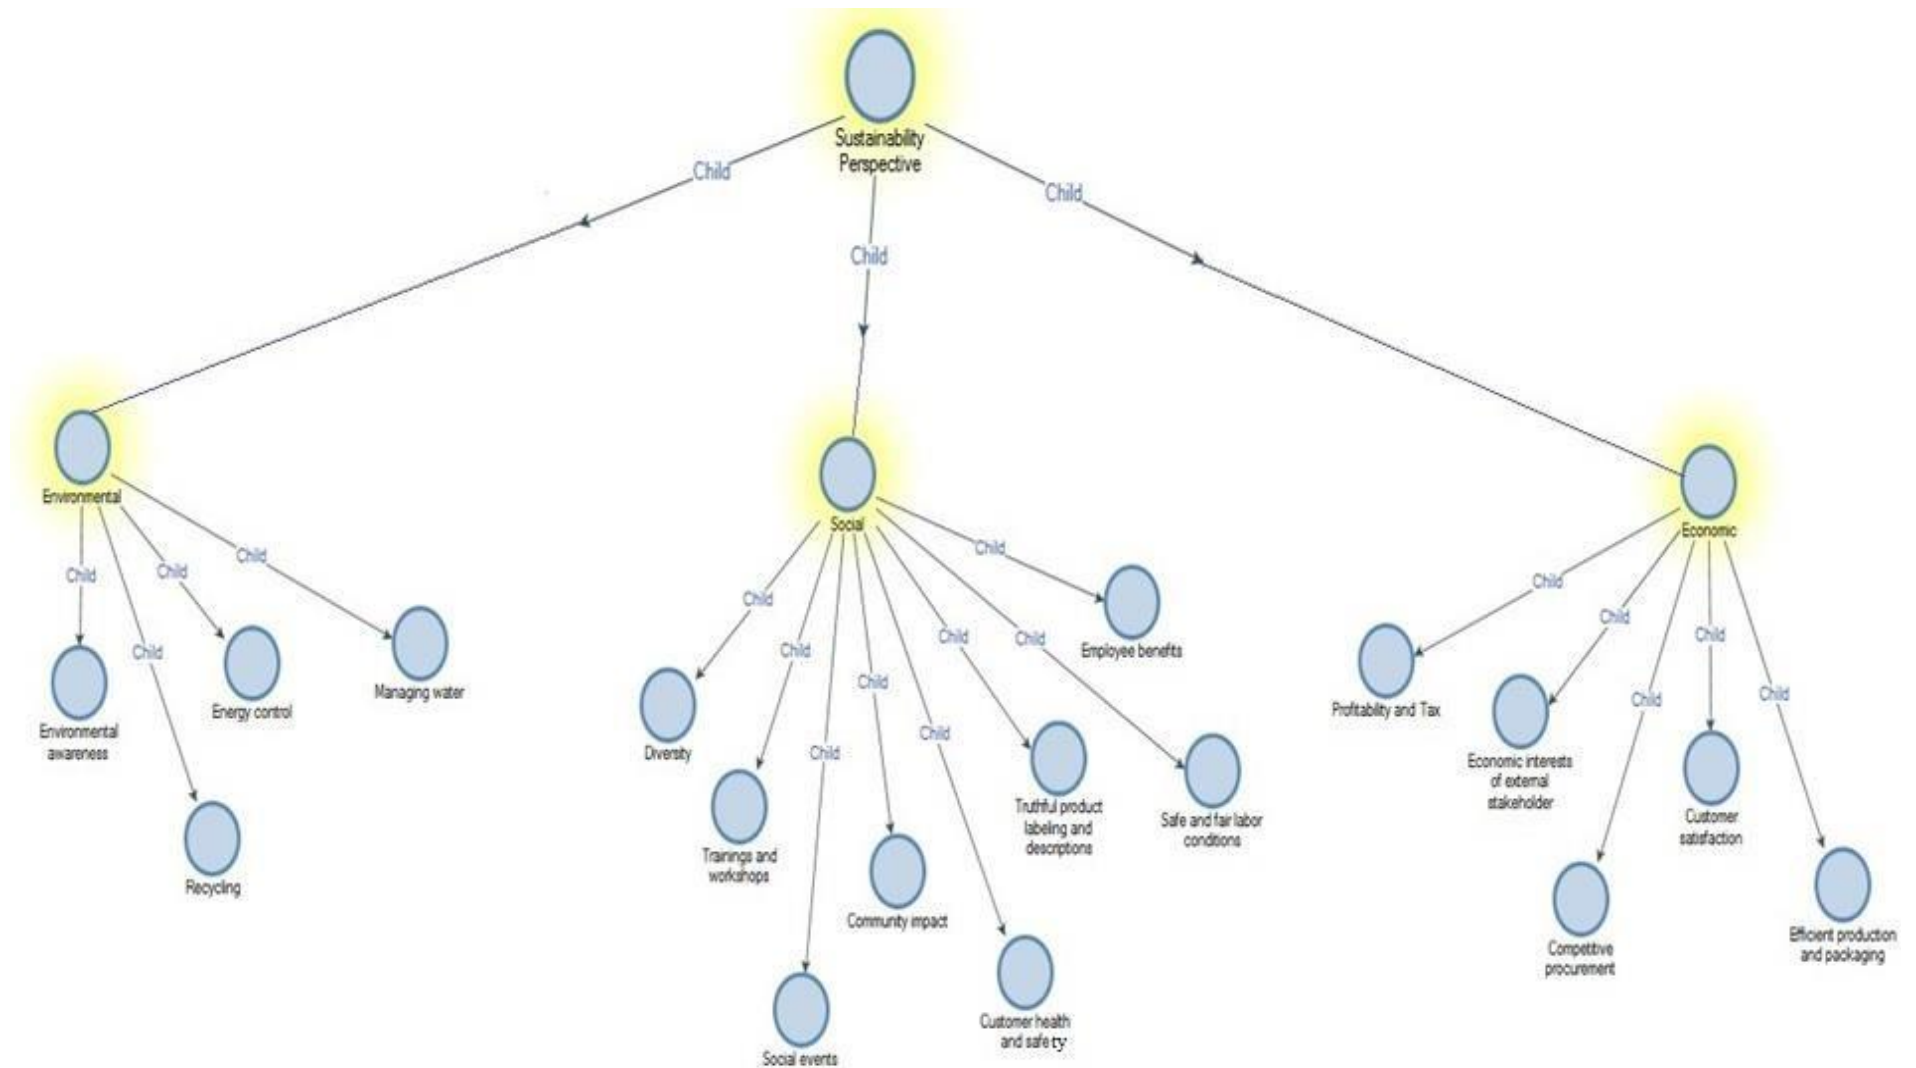 Sustainability
Perspective
Child
Child
Child
Environmental
Social
Economic
Child
Child
Child
Child
Environmental
awareness
Recycling
Energy control
Managing water
Child
Child
Child
Child
Child
Child
Child
Child
Diversity
Trainings and
workshops
Social events
Community impact
Customer health
and safety
Truthful product
labeling and
descriptions
Safe and fair labor
conditions
Employee benefits
Child
Child
Child
Child
Child
Profitability and Tax
Economic interests
of external
stakeholder
Competitive
procurement
Customer
satisfaction
Efficient production
and packaging